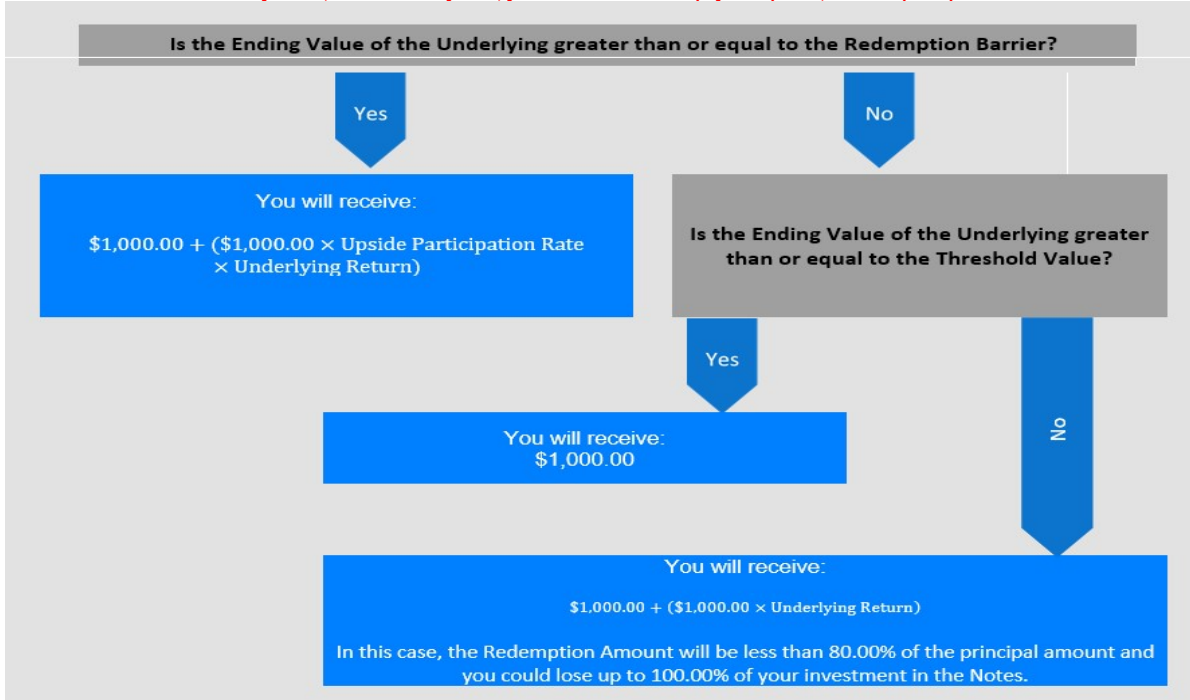 Is the Ending Value of the Underlying greater than or equal to the Redemption Barrier?
Yes
No
You will receive:
$1,000.00 + ($1,000.00 × Upside Participation Rate
× Underlying Return)
Is the Ending Value of the Underlying greater
than or equal to the Threshold Value?
Yes
No
You will receive:
$1,000.00
You will receive:
$1,000.00 + ($1,000.00 × Underlying Return)
In this case, the Redemption Amount will be less than 80.00% of the principal amount and
you could lose up to 100.00% of your investment in the Notes.